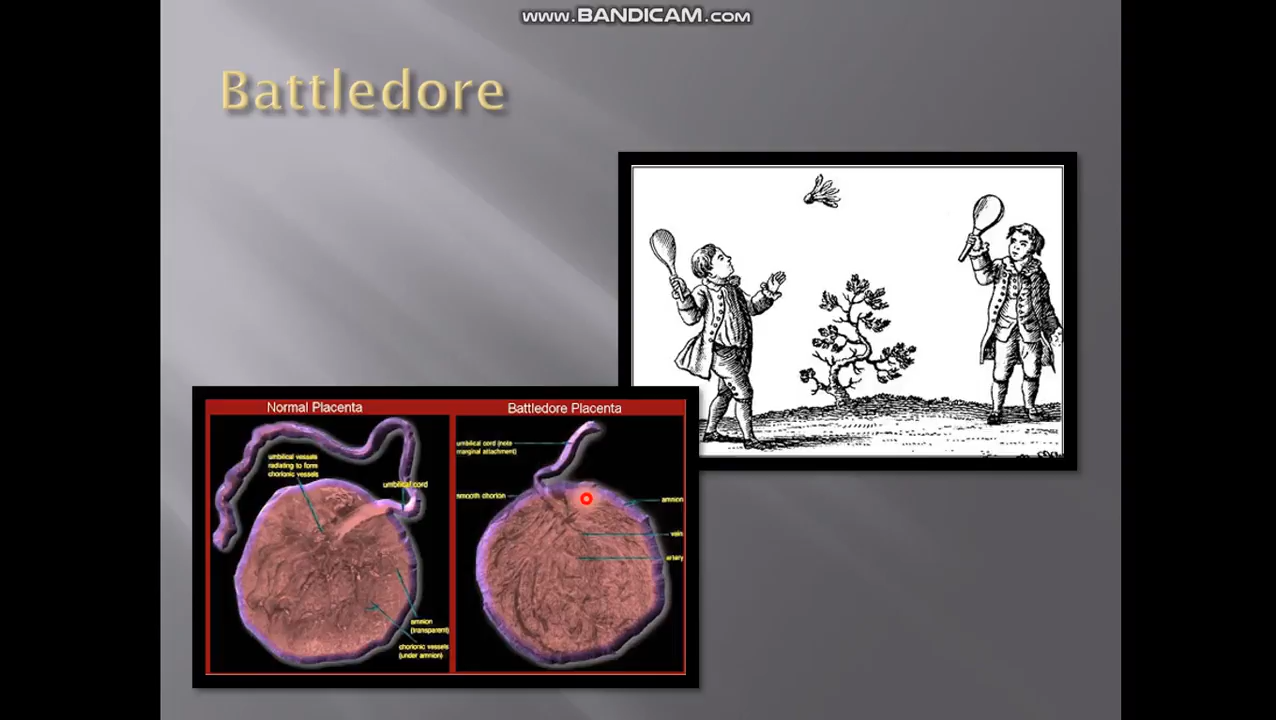 www.BANDICAM.com
Battledore
Normal Placenta
umbilical vessels
radiating to form
chorionic vessels
umbilical cord
amnion
(transparent)
chorionic vessels
(under amnion)
Battledore Placenta
umbilical cord (note
marginal attachment)
smooth chorion
amnion
vein
artery